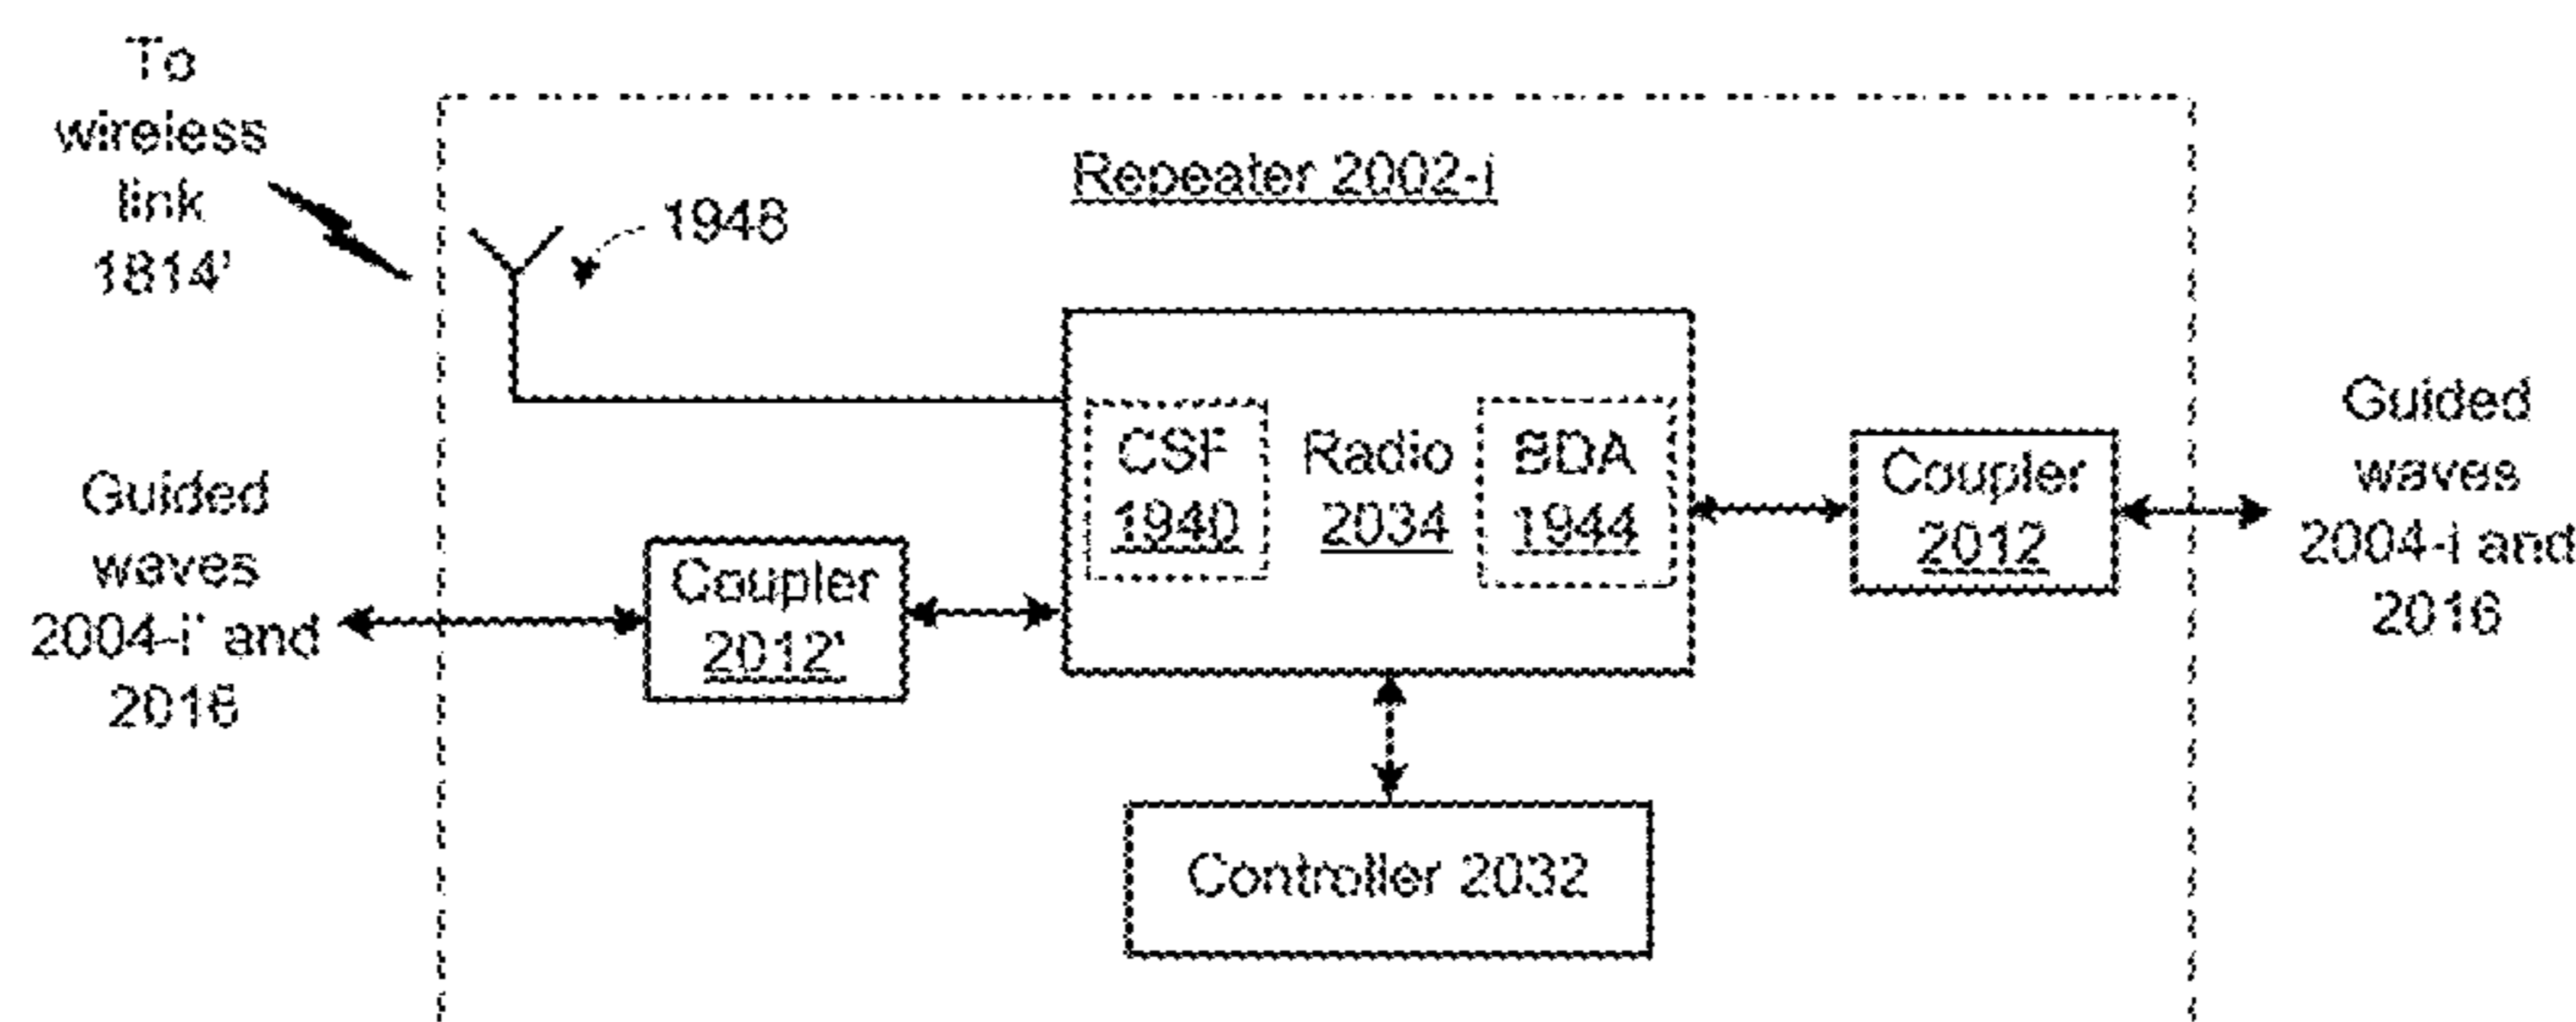 To
wireless
link
1814'
Repeater 2002-i
1948
Guided
waves
2004-i' and
2016
Coupler
2012'
CSF
1940
Radio
2034
BDA
1944
Coupler
2012
Guided
waves
2004-i and
2016
Controller 2032